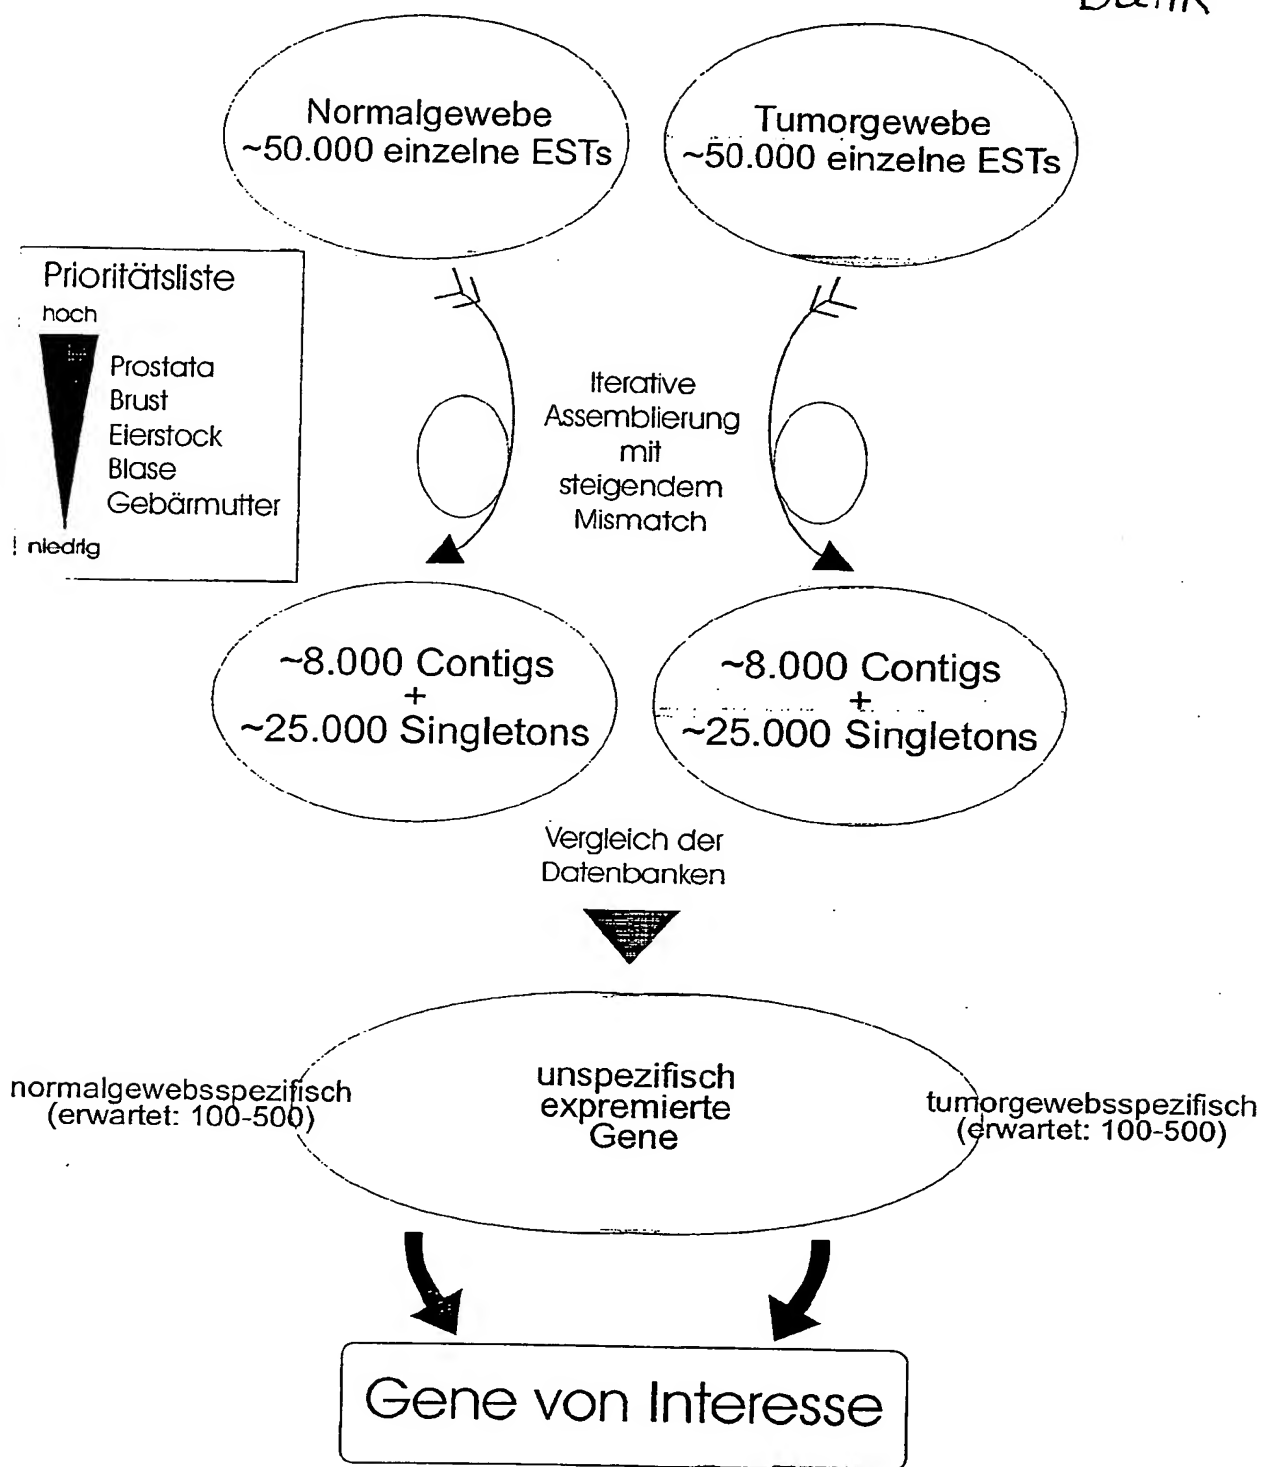 Normalgewebe
~50.000 einzelne ESTs
Tumorgewebe
~50.000 einzelne ESTs
Prioritätsliste
hoch
Prostata
Brust
Eierstock
Blase
Gebärmutter
niedrig
Iterative
Assemblierung
mit
steigendem
Mismatch
~8.000 Contigs
+
~25.000 Singletons
~8.000 Contigs
+
~25.000 Singletons
Vergleich der
Datenbanken
normalgewebsspezifisch
(erwartet: 100-500)
unspezifisch
expremierte
Gene
tumorgewebsspezifisch
(erwartet: 100-500)
Gene von Interesse